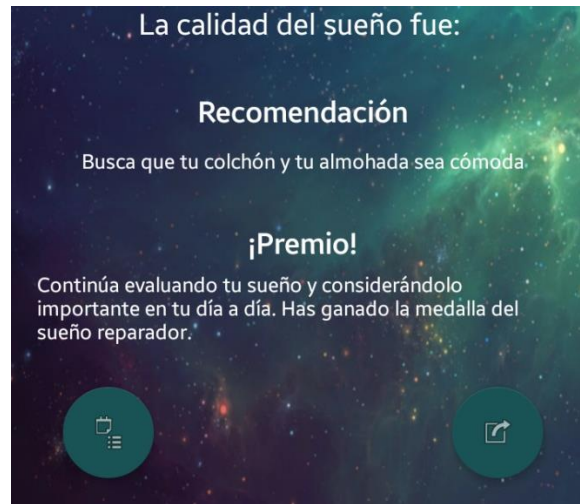 La calidad del sueño fue:
Recomendación
Busca que tu colchón y tu almohada sea cómoda
¡Premio!
Continúa evaluando tu sueño y considerándolo
importante en tu día a día. Has ganado la medalla del
sueño reparador.